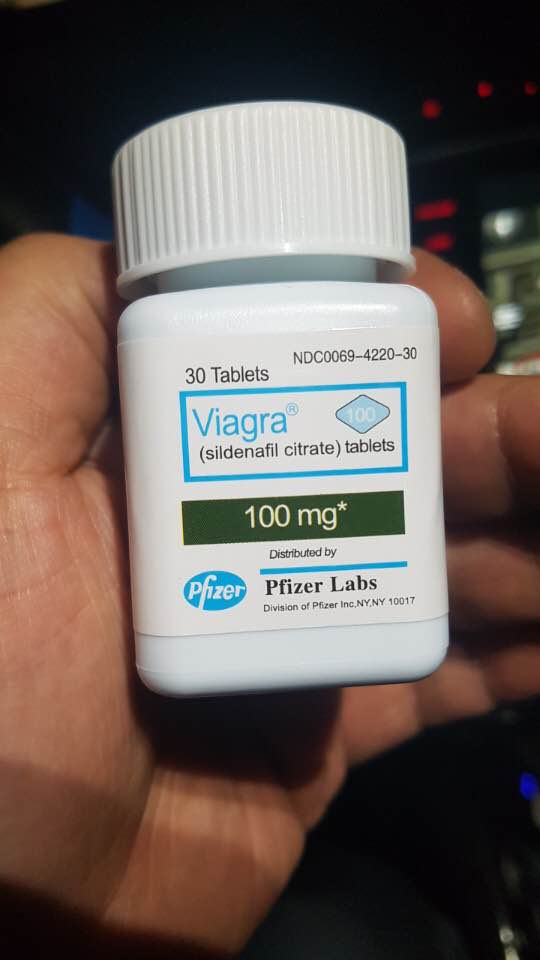 NDC0069-4220-30
30 Tablets
Viagra® 100
(sildenafil citrate) tablets
100 mg*
Distributed by
Pfizer Pfizer Labs
Division of Pfizer Inc,NY,NY 10017